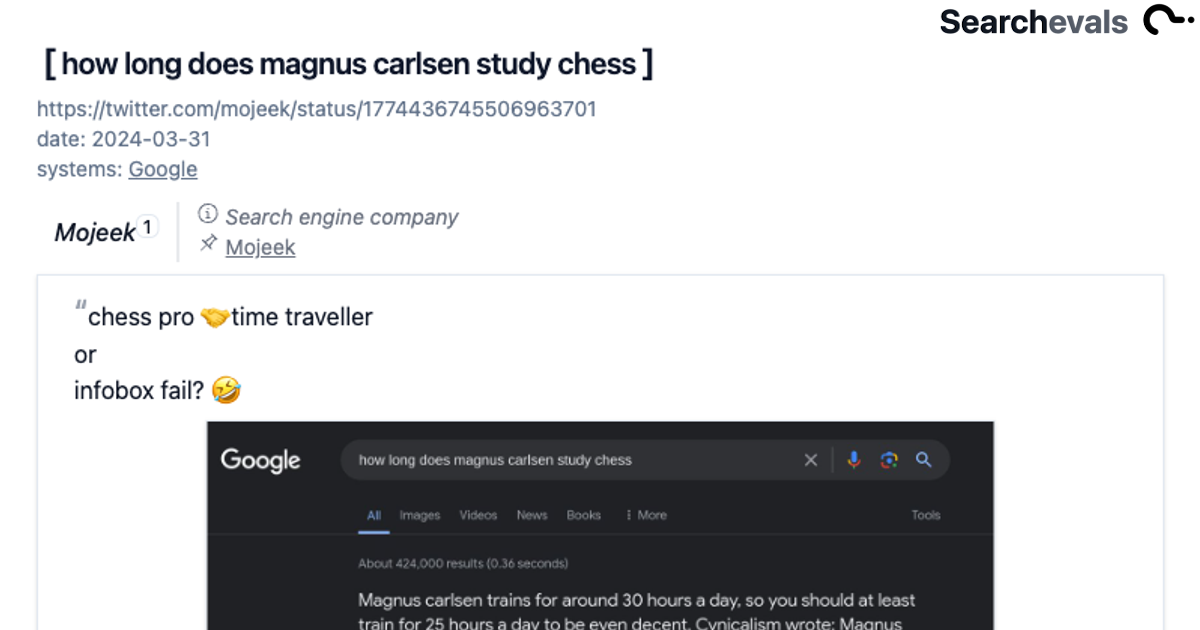 Searchevals
[ how long does magnus carlsen study chess ]
https://twitter.com/mojeek/status/1774436745506963701
date: 2024-03-31
systems: Google
Mojeek 1
Search engine company
Mojeek
“chess pro 🤝time traveller
or
infobox fail? 🤣
Google
how long does magnus carlsen study chess
All Images Videos News Books More Tools
About 424,000 results (0.36 seconds)
Magnus carlsen trains for around 30 hours a day, so you should at least
train for 25 hours a day to be even decent. Cynicalism wrote: Magnus